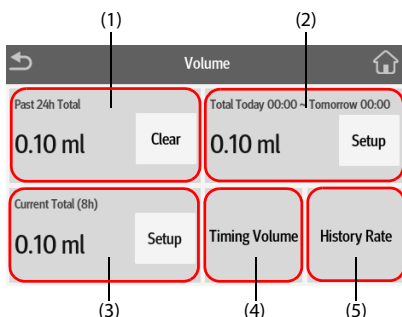 (1) (2)
Volume
Past 24h Total
0.10 ml
Clear
Total Today 00:00 ~ Tomorrow 00:00
0.10 ml
Setup
Current Total (8h)
0.10 ml
Setup
Timing Volume
History Rate
(3) (4) (5)